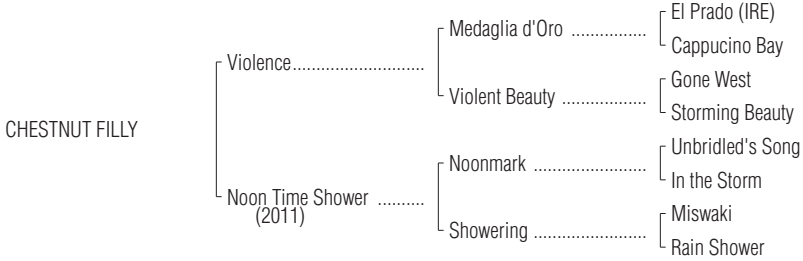 El Prado (IRE)
Medaglia d'Oro ................
Cappucino Bay
Violence............................
Gone West
Violent Beauty ..................
Storming Beauty
CHESTNUT FILLY
Unbridled's Song
Noonmark ........................
In the Storm
Noon Time Shower ..........
(2011)
Miswaki
Showering ........................
Rain Shower